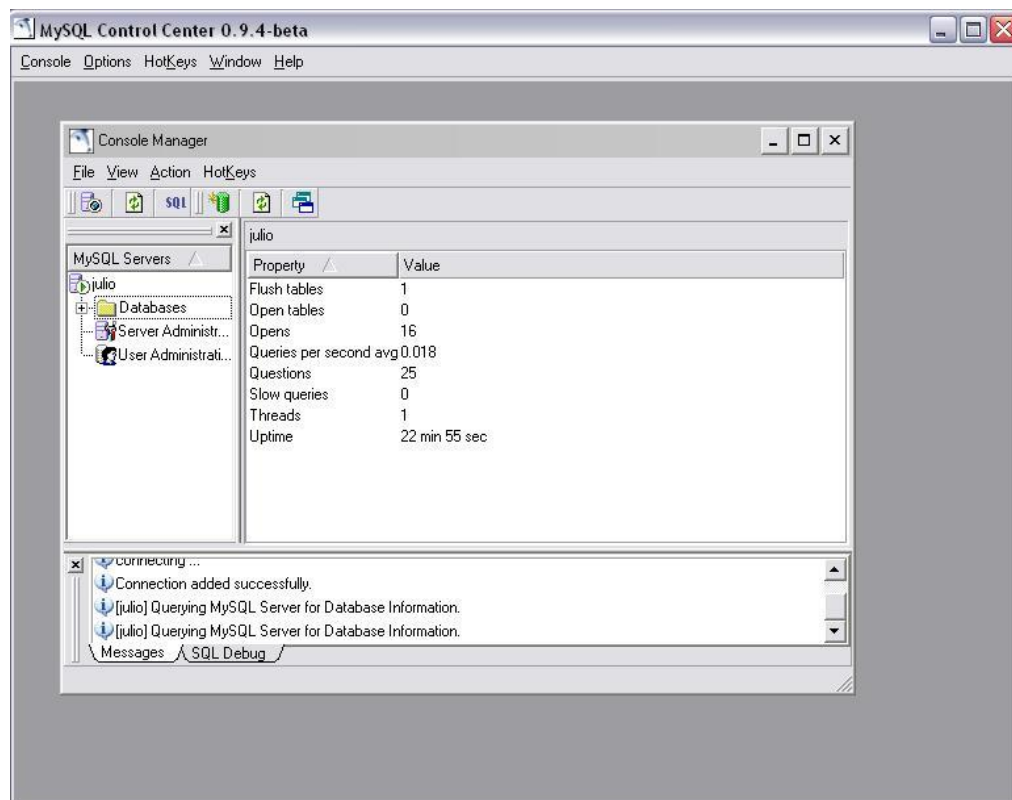 MySQL Control Center 0.9.4-beta
Console Options HotKeys Window Help
Console Manager
File View Action HotKeys
SQL
julio
MySQL Servers
Property Value
julio
Databases
Server Administr...
User Administrati...
Flush tables 1
Open tables 0
Opens 16
Queries per second avg 0.018
Questions 25
Slow queries 0
Threads 1
Uptime 22 min 55 sec
connecting ...
Connection added successfully.
[julio] Querying MySQL Server for Database Information.
[julio] Querying MySQL Server for Database Information.
Messages SQL Debug